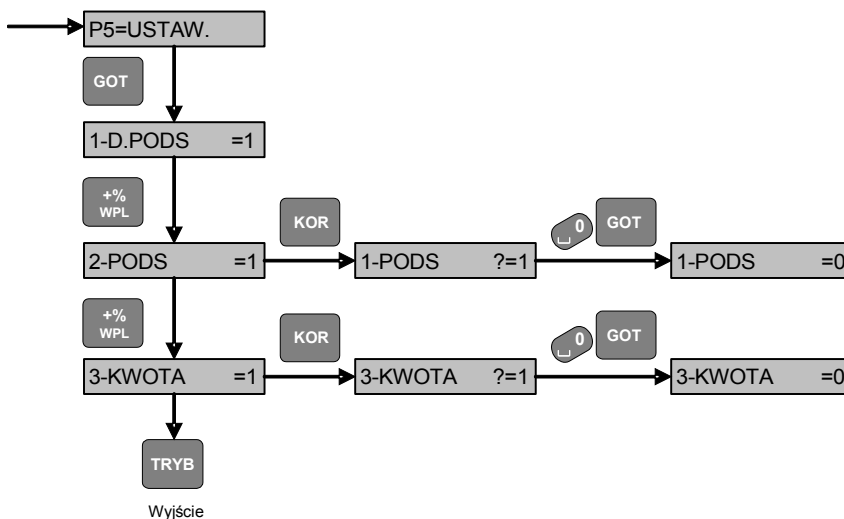 P5=USTAW.
GOT
1-D.PODS =1
+%
WPL
KOR
␣ 0
GOT
2-PODS =1
1-PODS ?=1
1-PODS =0
+%
WPL
KOR
␣ 0
GOT
3-KWOTA =1
3-KWOTA ?=1
3-KWOTA =0
TRYB
Wyjście